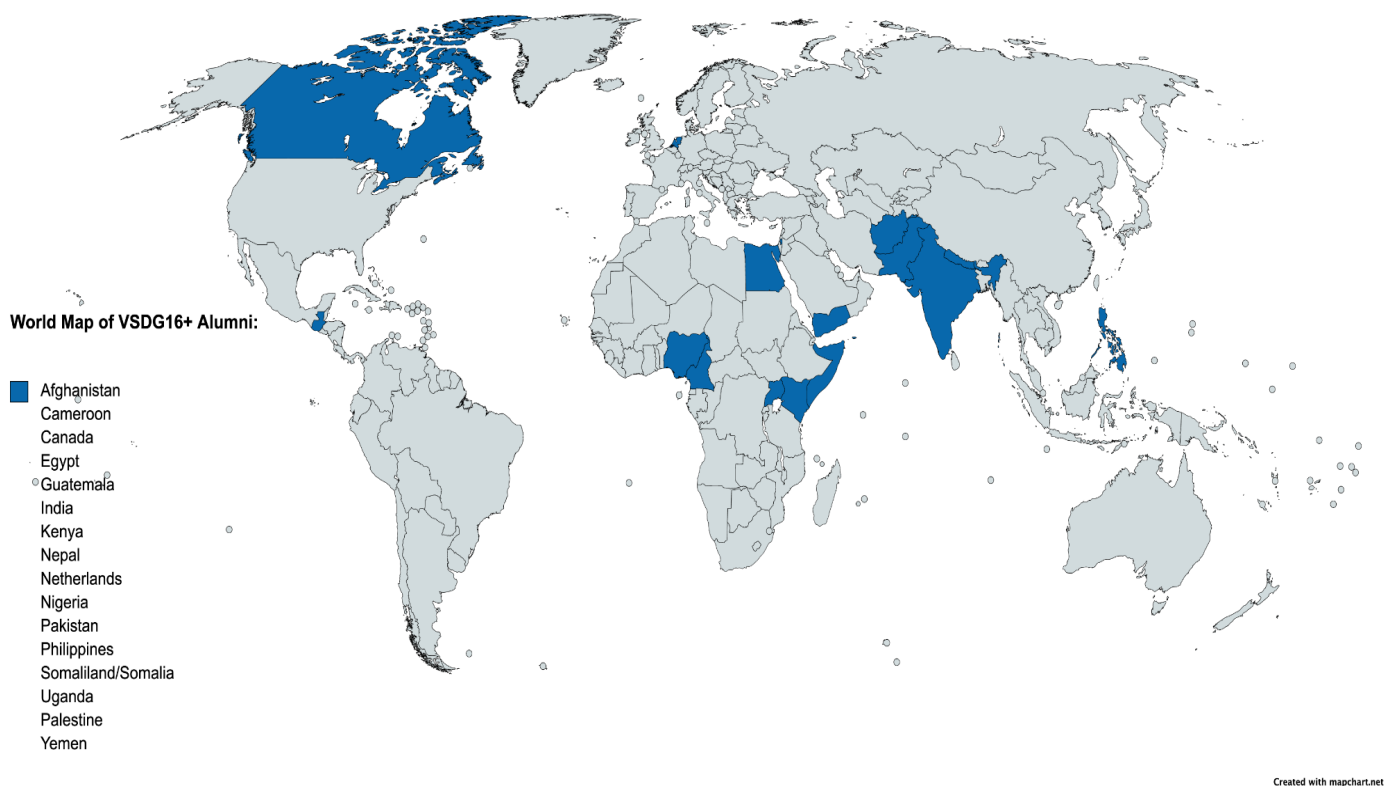 World Map of VSDG16+ Alumni:
Afghanistan
Cameroon
Canada
Egypt
Guatemala
India
Kenya
Nepal
Netherlands
Nigeria
Pakistan
Philippines
Somaliland/Somalia
Uganda
Palestine
Yemen
Created with mapchart.net